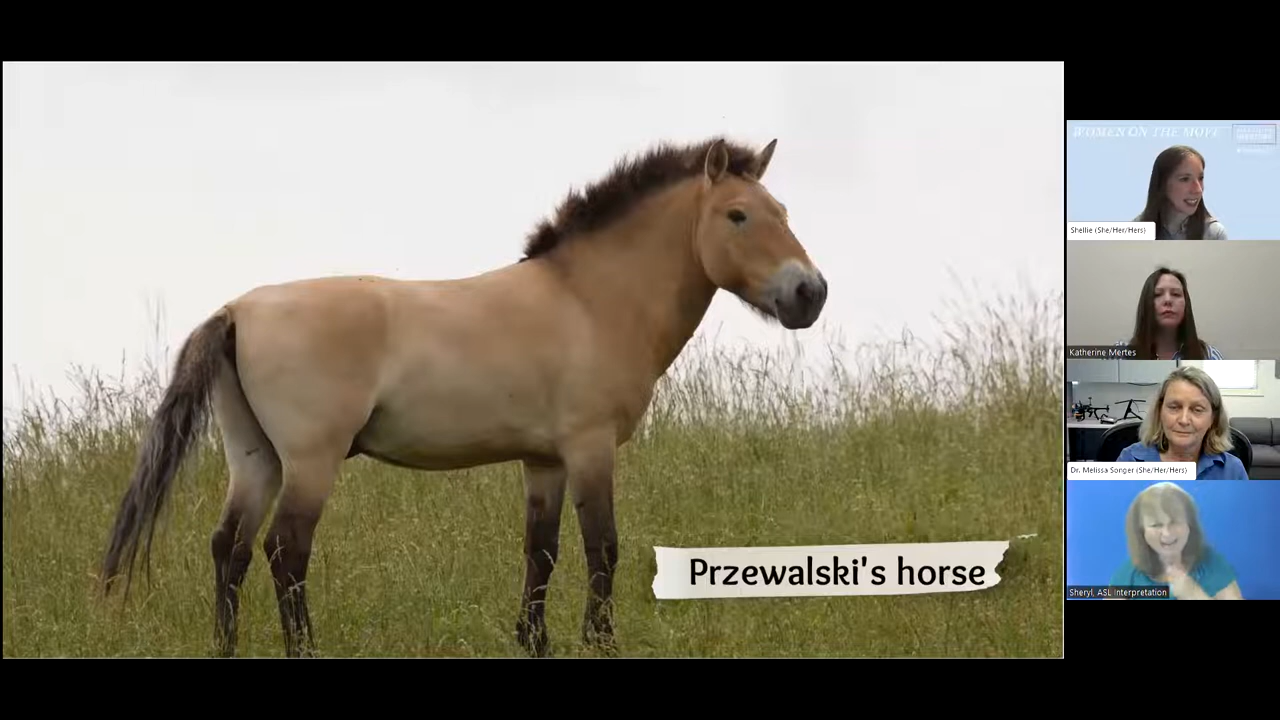 Przewalski's horse
WOMEN ON THE MOVE
Shellie (She/Her/Hers)
Katherine Mertes
Dr. Melissa Songer (She/Her/Hers)
Sheryl, ASL Interpretation